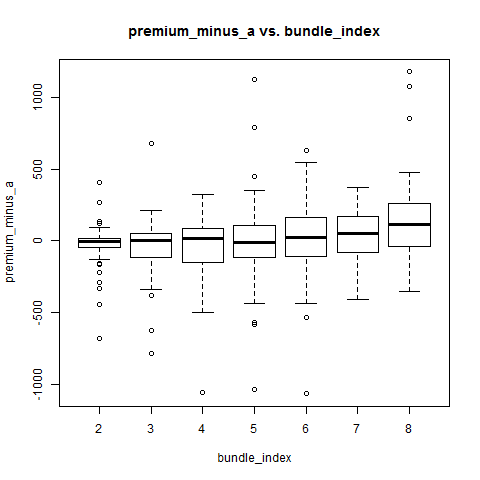 premium_minus_a vs. bundle_index
premium_minus_a
1000
500
0
-500
-1000
2 3 4 5 6 7 8
bundle_index